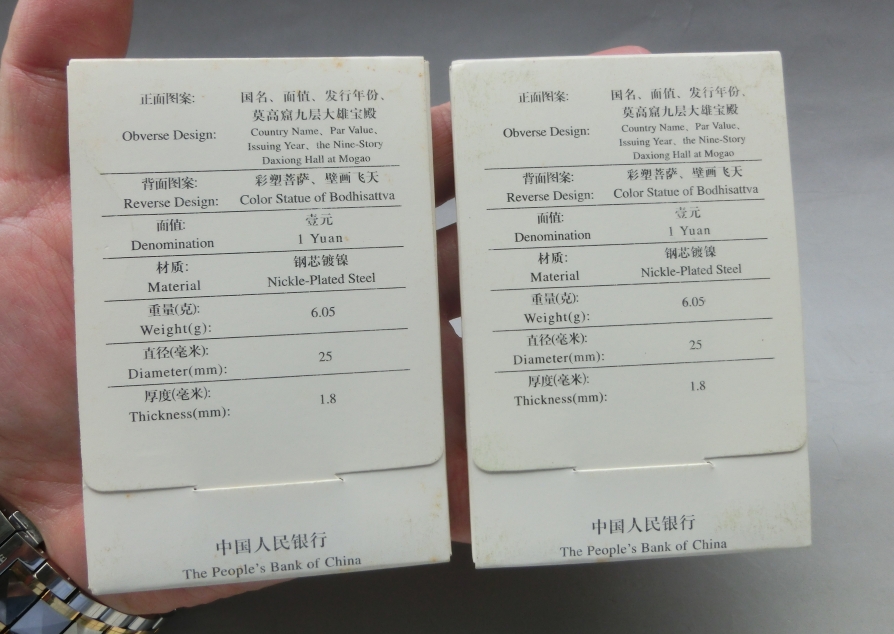 正面图案:
国名、面值、发行年份、
莫高窟九层大雄宝殿
Obverse Design:
Country Name、Par Value、
Issuing Year、the Nine-Story
Daxiong Hall at Mogao
背面图案:
彩塑菩萨、壁画飞天
Reverse Design:
Color Statue of Bodhisattva
面值:
壹元
Denomination
1 Yuan
材质:
钢芯镀镍
Material
Nickle-Plated Steel
重量(克):
6.05
Weight(g):
直径(毫米):
25
Diameter(mm):
厚度(毫米):
1.8
Thickness(mm):
中国人民银行
The People's Bank of China
正面图案:
国名、面值、发行年份、
莫高窟九层大雄宝殿
Obverse Design:
Country Name、Par Value、
Issuing Year、the Nine-Story
Daxiong Hall at Mogao
背面图案:
彩塑菩萨、壁画飞天
Reverse Design:
Color Statue of Bodhisattva
面值:
壹元
Denomination
1 Yuan
材质:
钢芯镀镍
Material
Nickle-Plated Steel
重量(克):
6.05
Weight(g):
直径(毫米):
25
Diameter(mm):
厚度(毫米):
1.8
Thickness(mm):
中国人民银行
The People's Bank of China